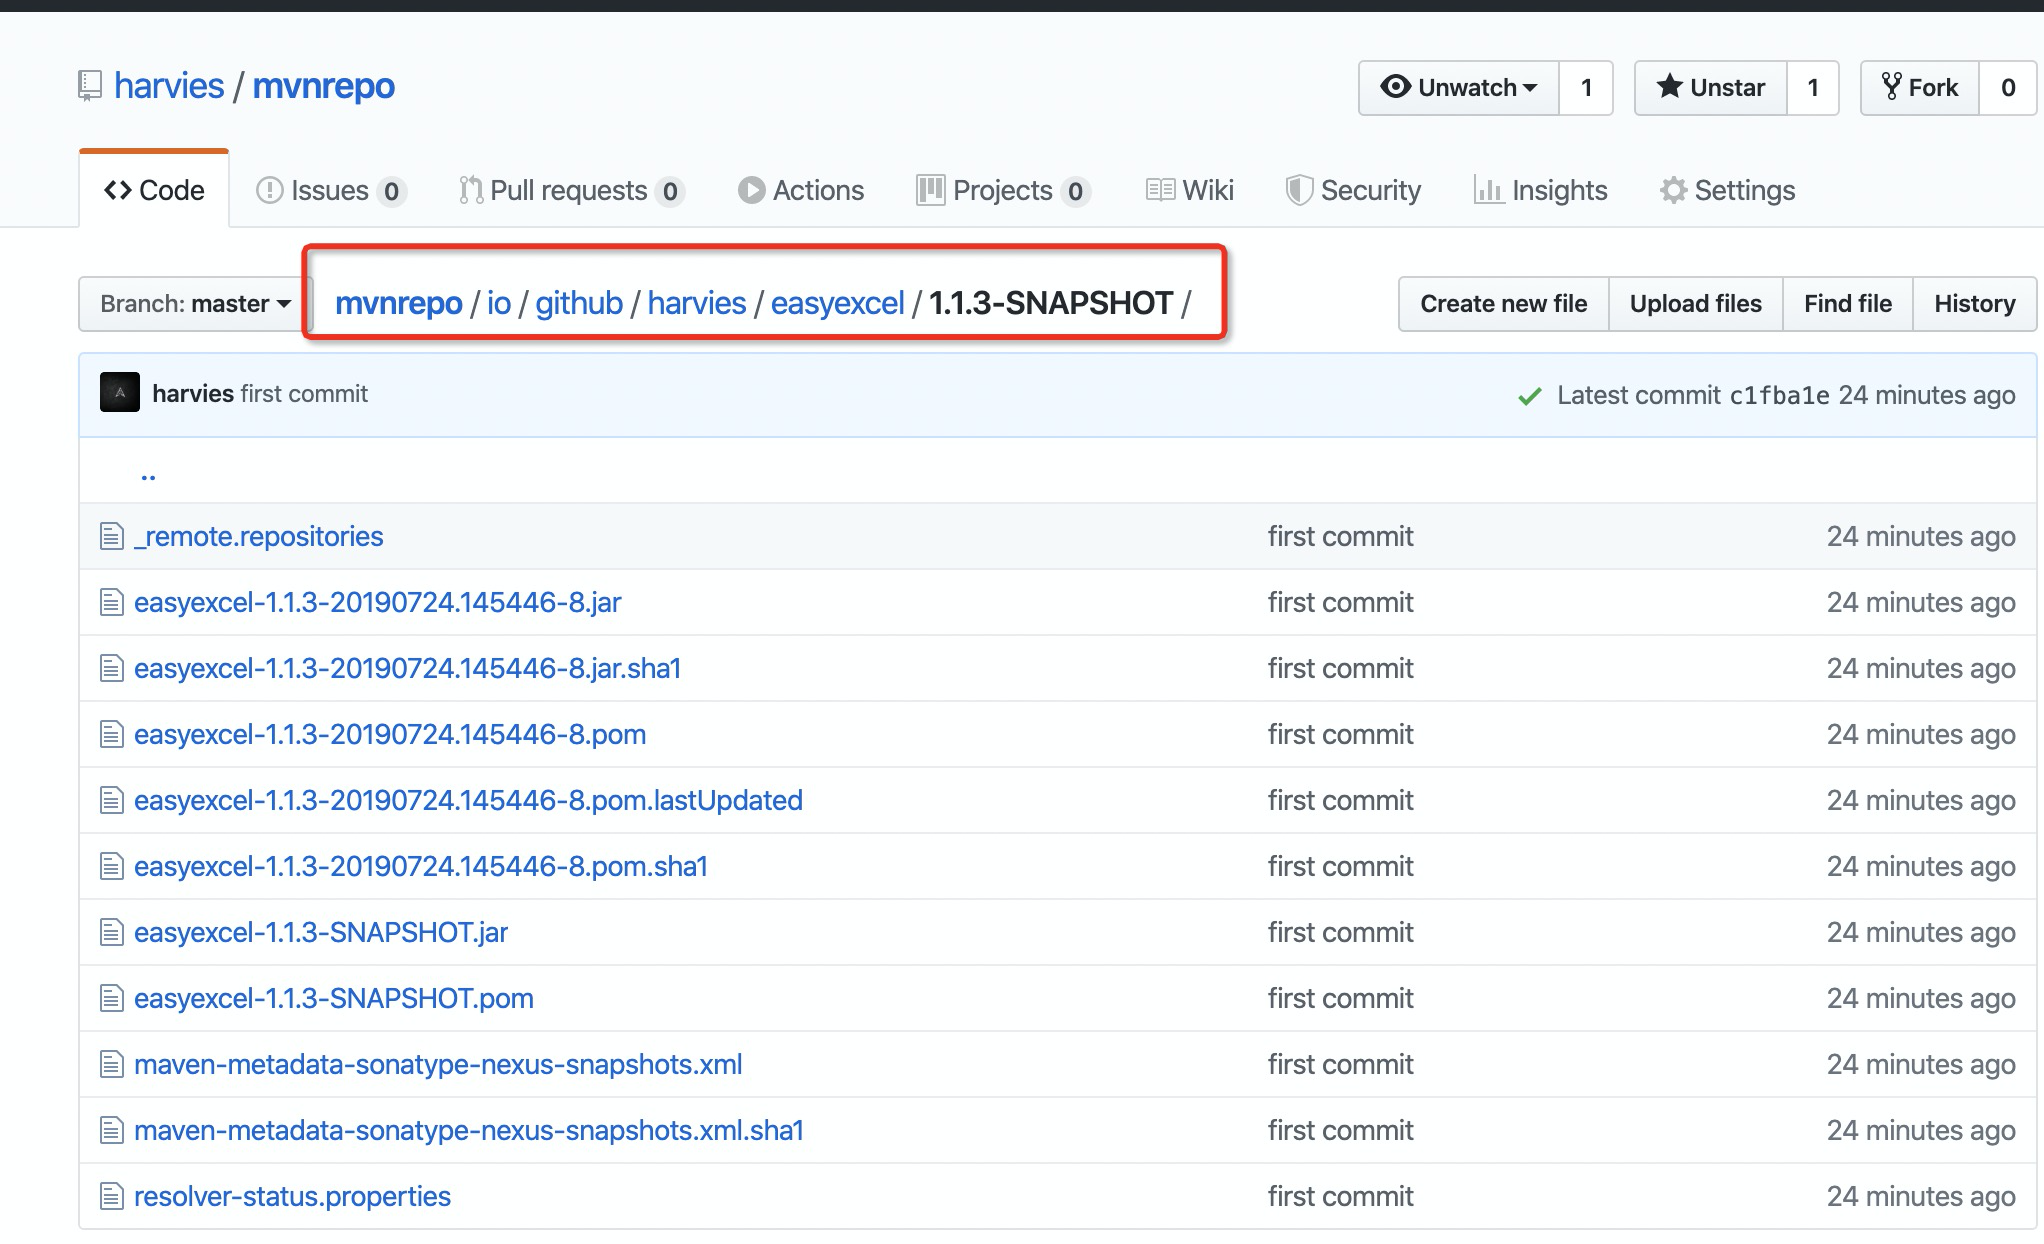 harvies / mvnrepo
Unwatch 1 Unstar 1 Fork 0
Code Issues 0 Pull requests 0 Actions Projects 0 Wiki Security Insights Settings
Branch: master mvnrepo / io / github / harvies / easyexcel / 1.1.3-SNAPSHOT / Create new file Upload files Find file History
harvies first commit Latest commit c1fba1e 24 minutes ago
..
_remote.repositories first commit 24 minutes ago
easyexcel-1.1.3-20190724.145446-8.jar first commit 24 minutes ago
easyexcel-1.1.3-20190724.145446-8.jar.sha1 first commit 24 minutes ago
easyexcel-1.1.3-20190724.145446-8.pom first commit 24 minutes ago
easyexcel-1.1.3-20190724.145446-8.pom.lastUpdated first commit 24 minutes ago
easyexcel-1.1.3-20190724.145446-8.pom.sha1 first commit 24 minutes ago
easyexcel-1.1.3-SNAPSHOT.jar first commit 24 minutes ago
easyexcel-1.1.3-SNAPSHOT.pom first commit 24 minutes ago
maven-metadata-sonatype-nexus-snapshots.xml first commit 24 minutes ago
maven-metadata-sonatype-nexus-snapshots.xml.sha1 first commit 24 minutes ago
resolver-status.properties first commit 24 minutes ago